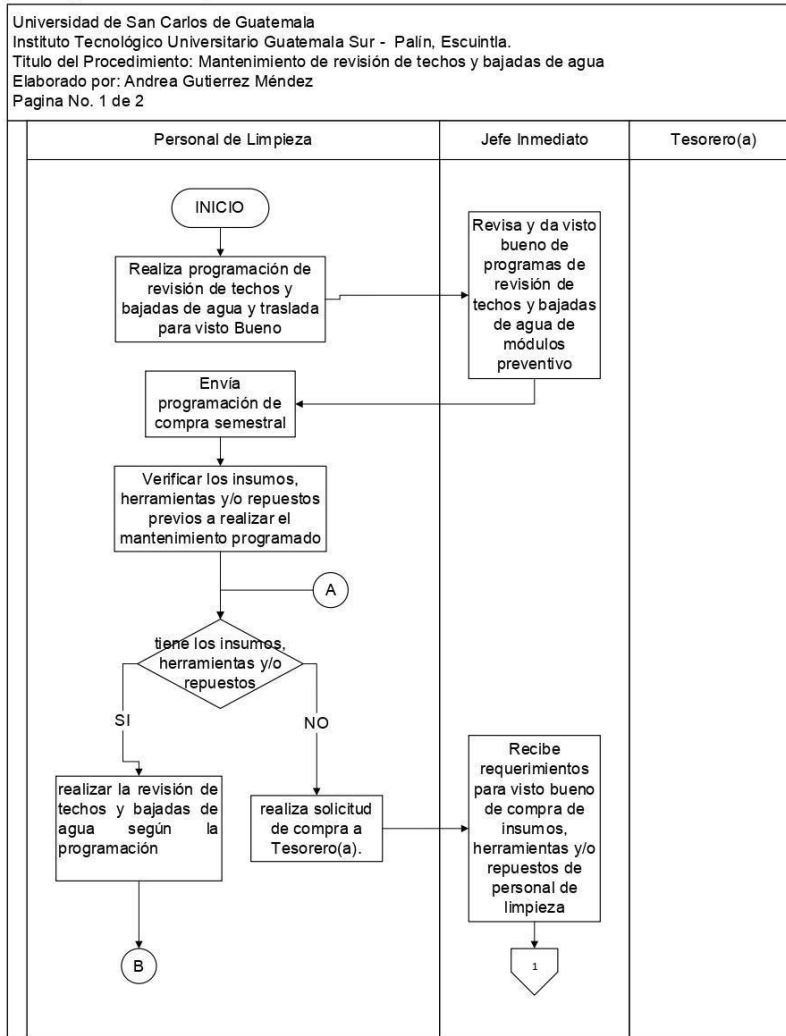 Universidad de San Carlos de Guatemala
Instituto Tecnológico Universitario Guatemala Sur - Palín, Escuintla.
Titulo del Procedimiento: Mantenimiento de revisión de techos y bajadas de agua
Elaborado por: Andrea Gutierrez Méndez
Pagina No. 1 de 2
Personal de Limpieza
Jefe Inmediato
Tesorero(a)
INICIO
Realiza programación de
revisión de techos y
bajadas de agua y traslada
para visto Bueno
Revisa y da visto
bueno de
programas de
revisión de
techos y bajadas
de agua de
módulos
preventivo
Envía
programación de
compra semestral
Verificar los insumos,
herramientas y/o repuestos
previos a realizar el
mantenimiento programado
A
tiene los insumos,
herramientas y/o
repuestos
SI
NO
realizar la revisión de
techos y bajadas de
agua según la
programación
realiza solicitud
de compra a
Tesorero(a).
Recibe
requerimientos
para visto bueno
de compra de
insumos,
herramientas y/o
repuestos de
personal de
limpieza
B
1